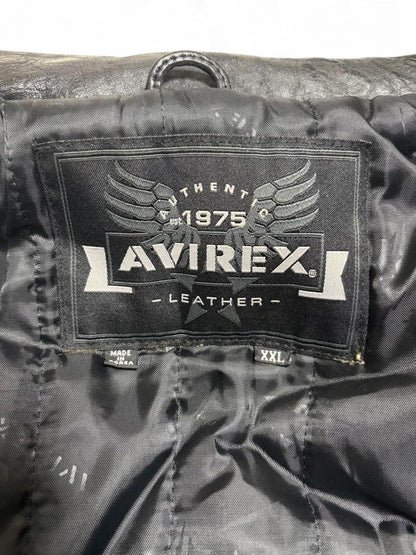 AUTHENTIC
est. 1975
AVIREX®
- LEATHER -
MADE
IN
KOREA
XXL